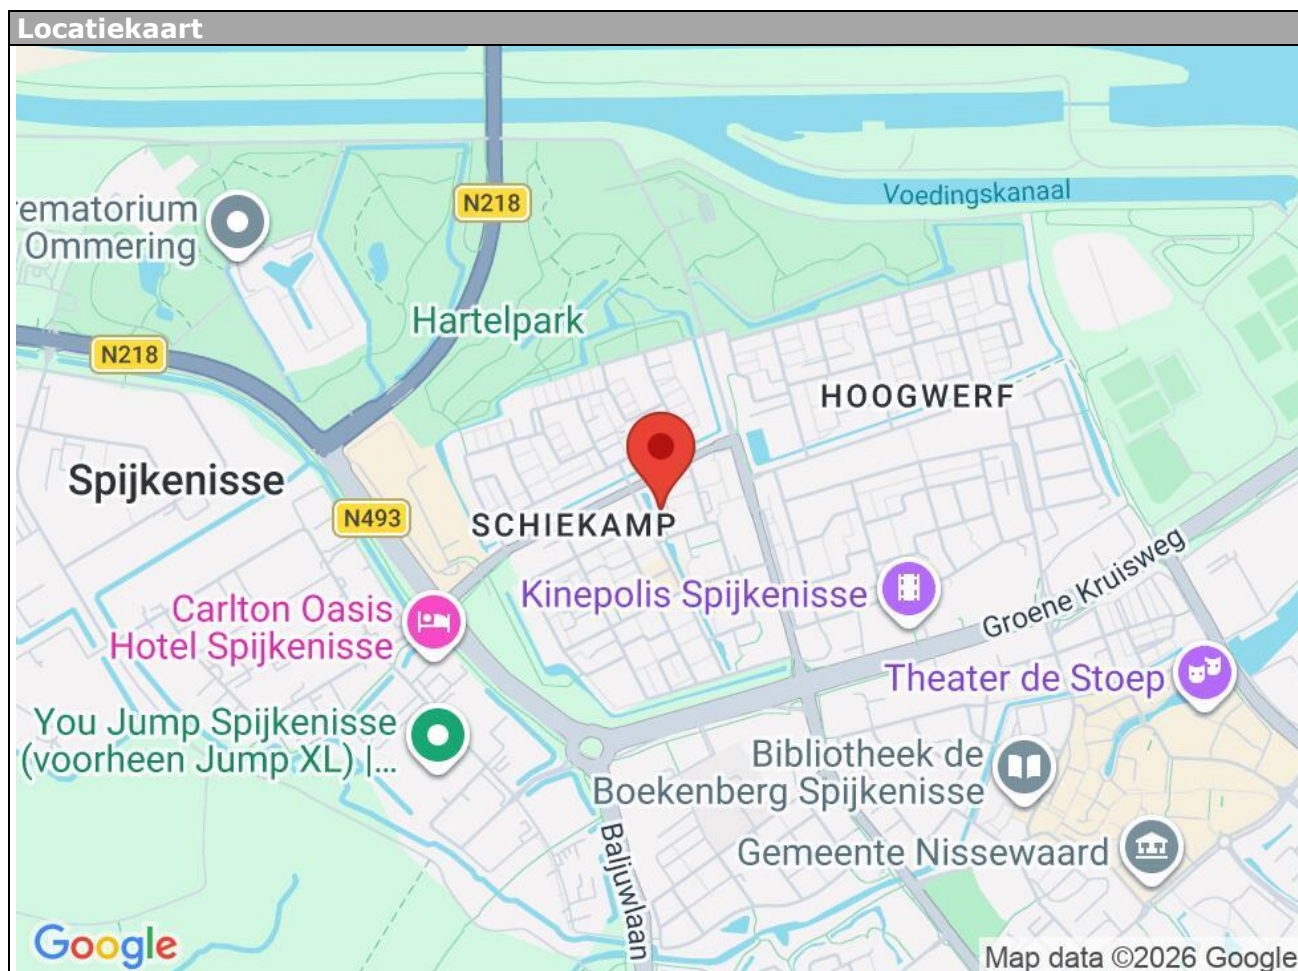 Locatiekaart
N218
Voedingskanaal
rematorium
Ommering
Hartelpark
N218
HOOGWERF
Spijkenisse
N493
SCHIEKAMP
Kinepolis Spijkenisse
Groene Kruisweg
Carlton Oasis
Hotel Spijkenisse
Theater de Stoep
You Jump Spijkenisse
(voorheen Jump XL) |...
Bibliotheek de
Boekenberg Spijkenisse
Baljuwlaan
Gemeente Nissewaard
Google
Map data ©2026 Google